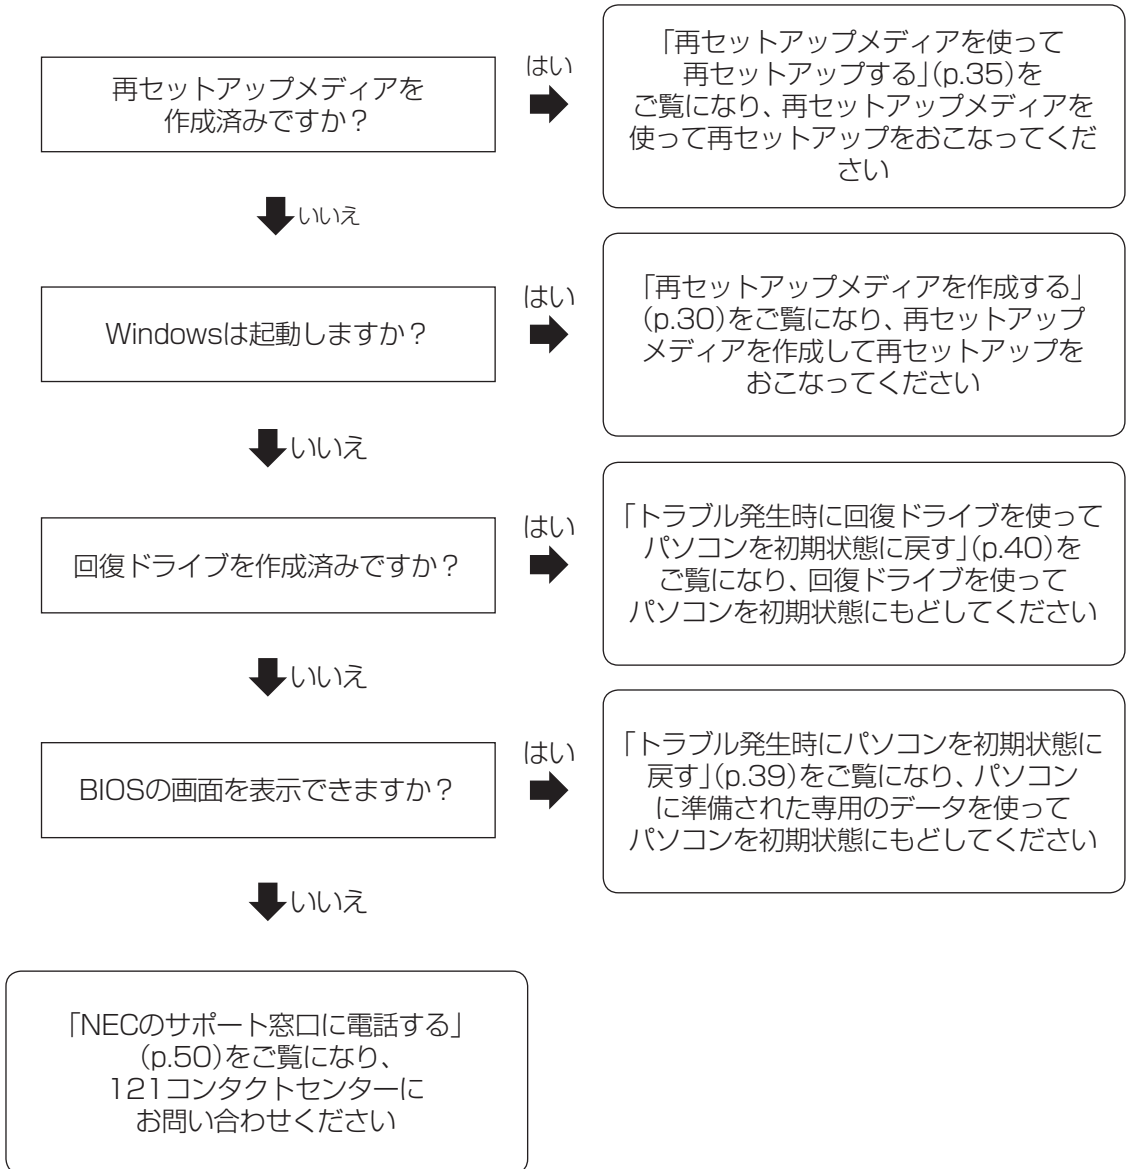 再セットアップメディアを
作成済みですか？
はい
「再セットアップメディアを使って
再セットアップする」(p.35)を
ご覧になり、再セットアップメディアを
使って再セットアップをおこなってくだ
さい
いいえ
Windowsは起動しますか？
はい
「再セットアップメディアを作成する」
(p.30)をご覧になり、再セットアップ
メディアを作成して再セットアップを
おこなってください
いいえ
回復ドライブを作成済みですか？
はい
「トラブル発生時に回復ドライブを使って
パソコンを初期状態に戻す」(p.40)を
ご覧になり、回復ドライブを使って
パソコンを初期状態にもどしてください
いいえ
BIOSの画面を表示できますか？
はい
「トラブル発生時にパソコンを初期状態に
戻す」(p.39)をご覧になり、パソコン
に準備された専用のデータを使って
パソコンを初期状態にもどしてください
いいえ
「NECのサポート窓口に電話する」
(p.50)をご覧になり、
121コンタクトセンターに
お問い合わせください